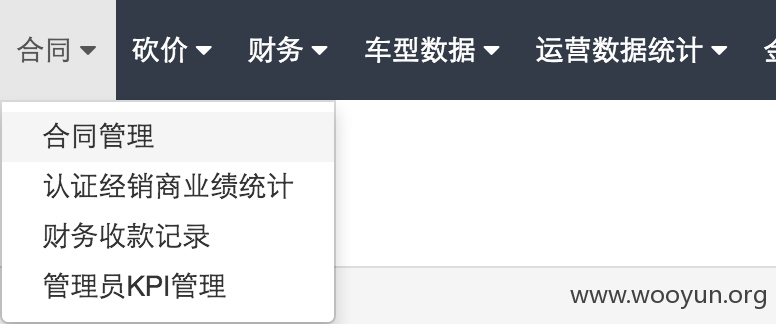 合同 砍价 财务 车型数据 运营数据统计
合同管理
认证经销商业绩统计
财务收款记录
管理员KPI管理
www.wooyun.org